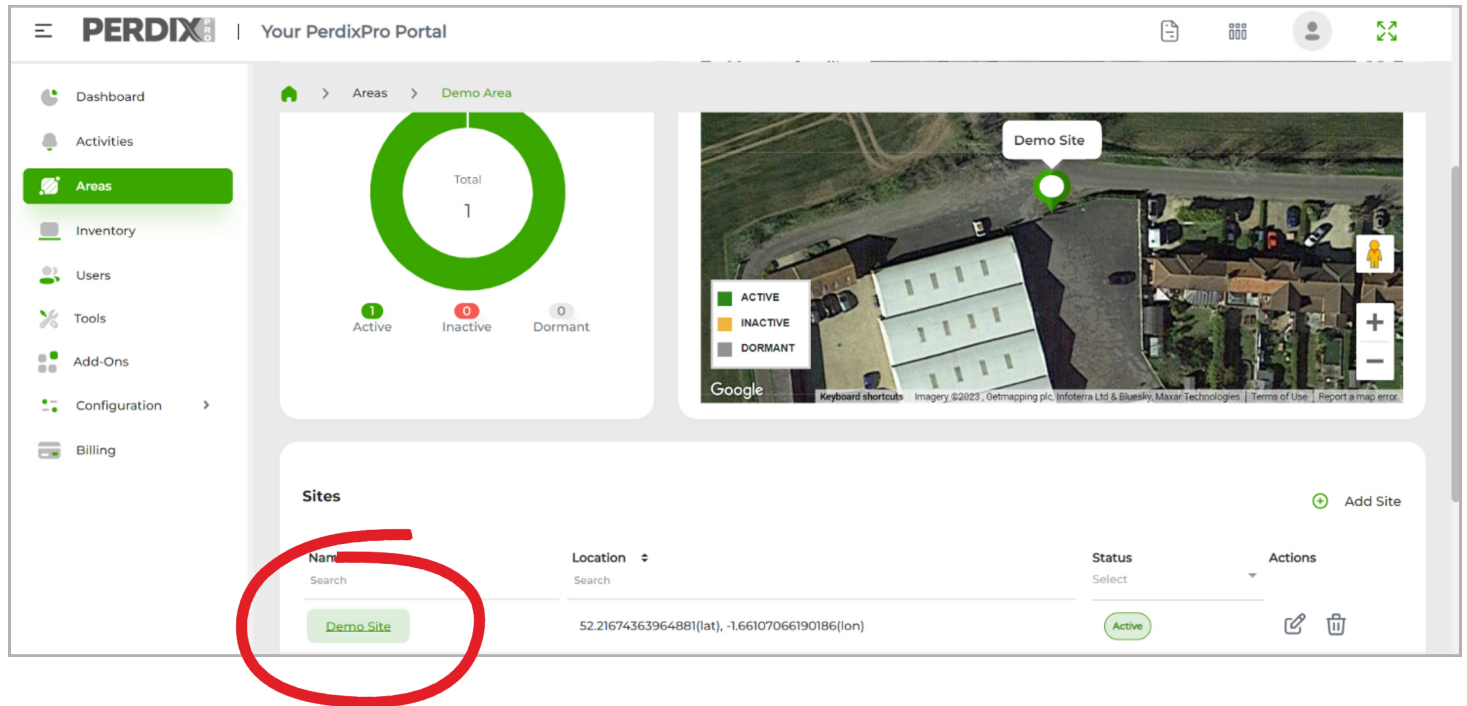 PERDIX PRO | Your PerdixPro Portal
Dashboard
Activities
Areas
Inventory
Users
Tools
Add-Ons
Configuration >
Billing
> Areas > Demo Area
Total
1
1 0 0
Active Inactive Dormant
Demo Site
ACTIVE
INACTIVE
DORMANT
Google
Keyboard shortcuts Imagery ©2023 , Getmapping plc, Infoterra Ltd & Bluesky, Maxar Technologies Terms of Use Report a map error
Sites
Add Site
Location Status Actions
Search Search Select
Demo Site 52.21674363964881(lat), -1.66107066190186(lon) Active